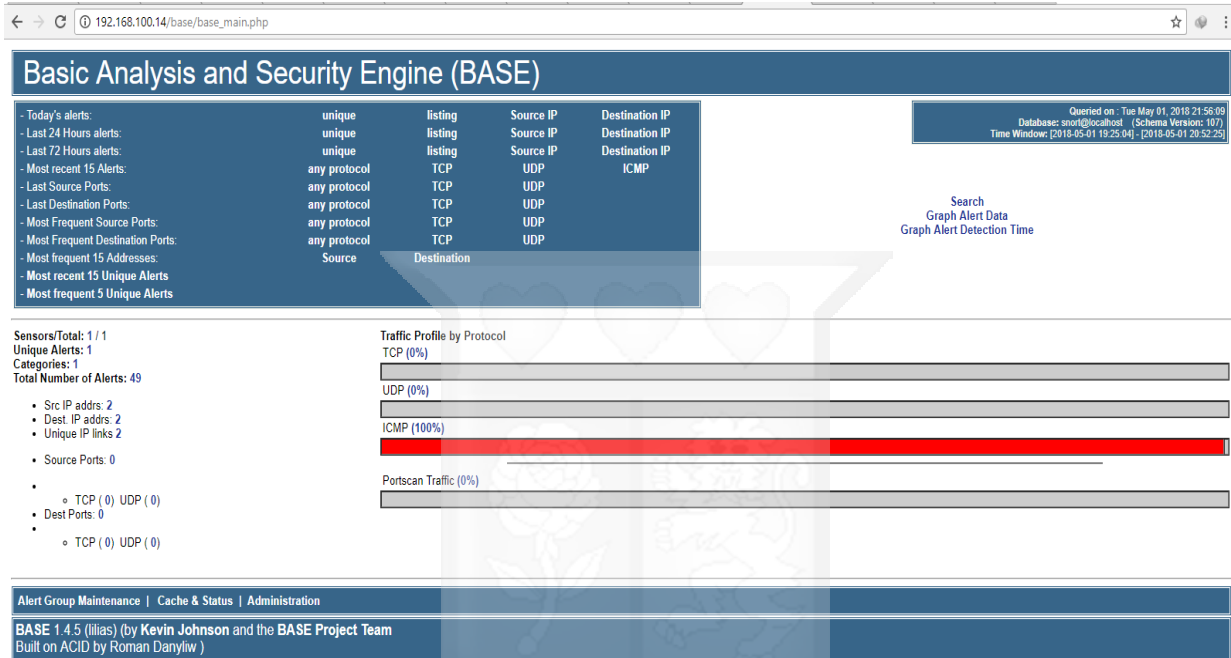 192.168.100.14/base/base_main.php
Basic Analysis and Security Engine (BASE)
- Today's alerts: unique listing Source IP Destination IP
- Last 24 Hours alerts: unique listing Source IP Destination IP
- Last 72 Hours alerts: unique listing Source IP Destination IP
- Most recent 15 Alerts: any protocol TCP UDP ICMP
- Last Source Ports: any protocol TCP UDP
- Last Destination Ports: any protocol TCP UDP
- Most Frequent Source Ports: any protocol TCP UDP
- Most Frequent Destination Ports: any protocol TCP UDP
- Most frequent 15 Addresses: Source Destination
- Most recent 15 Unique Alerts
- Most frequent 5 Unique Alerts
Queried on : Tue May 01, 2018 21:56:09
Database: snort@localhost (Schema Version: 107)
Time Window: [2018-05-01 19:25:04] - [2018-05-01 20:52:25]
Search
Graph Alert Data
Graph Alert Detection Time
Sensors/Total: 1 / 1
Unique Alerts: 1
Categories: 1
Total Number of Alerts: 49
• Src IP addrs: 2
• Dest. IP addrs: 2
• Unique IP links 2
• Source Ports: 0
TCP ( 0) UDP ( 0)
• Dest Ports: 0
TCP ( 0) UDP ( 0)
Traffic Profile by Protocol
TCP (0%)
UDP (0%)
ICMP (100%)
Portscan Traffic (0%)
Alert Group Maintenance | Cache & Status | Administration
BASE 1.4.5 (lilias) (by Kevin Johnson and the BASE Project Team
Built on ACID by Roman Danyliw )